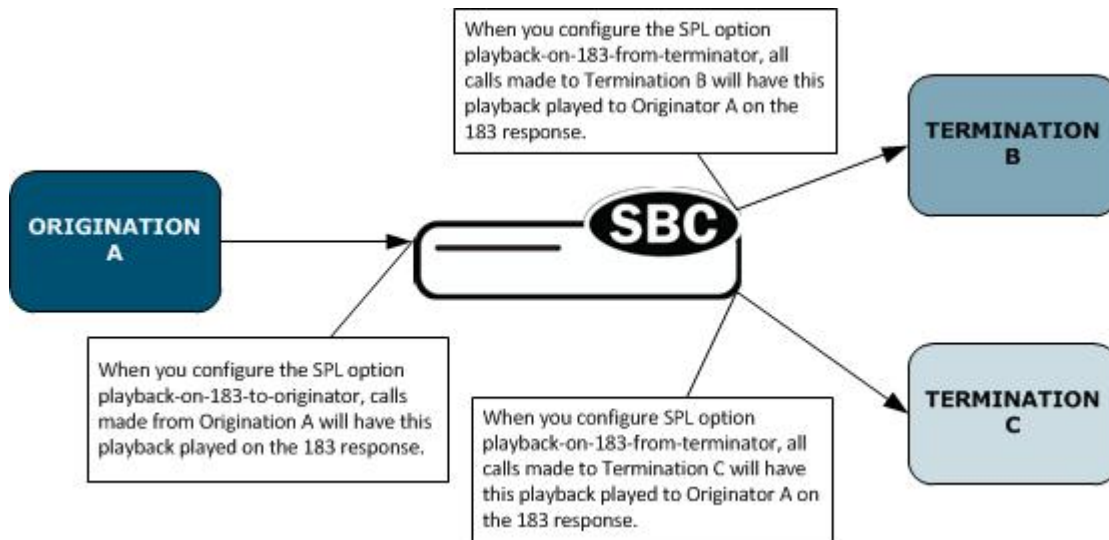 When you configure the SPL option
playback-on-183-from-terminator, all
calls made to Termination B will have this
playback played to Originator A on the
183 response.
TERMINATION
B
ORIGINATION
A
SBC
When you configure the SPL option
playback-on-183-to-originator, calls
made from Origination A will have this
playback played on the 183 response.
When you configure SPL option
playback-on-183-from-terminator, all
calls made to Termination C will have
this playback played to Originator A on
the 183 response.
TERMINATION
C